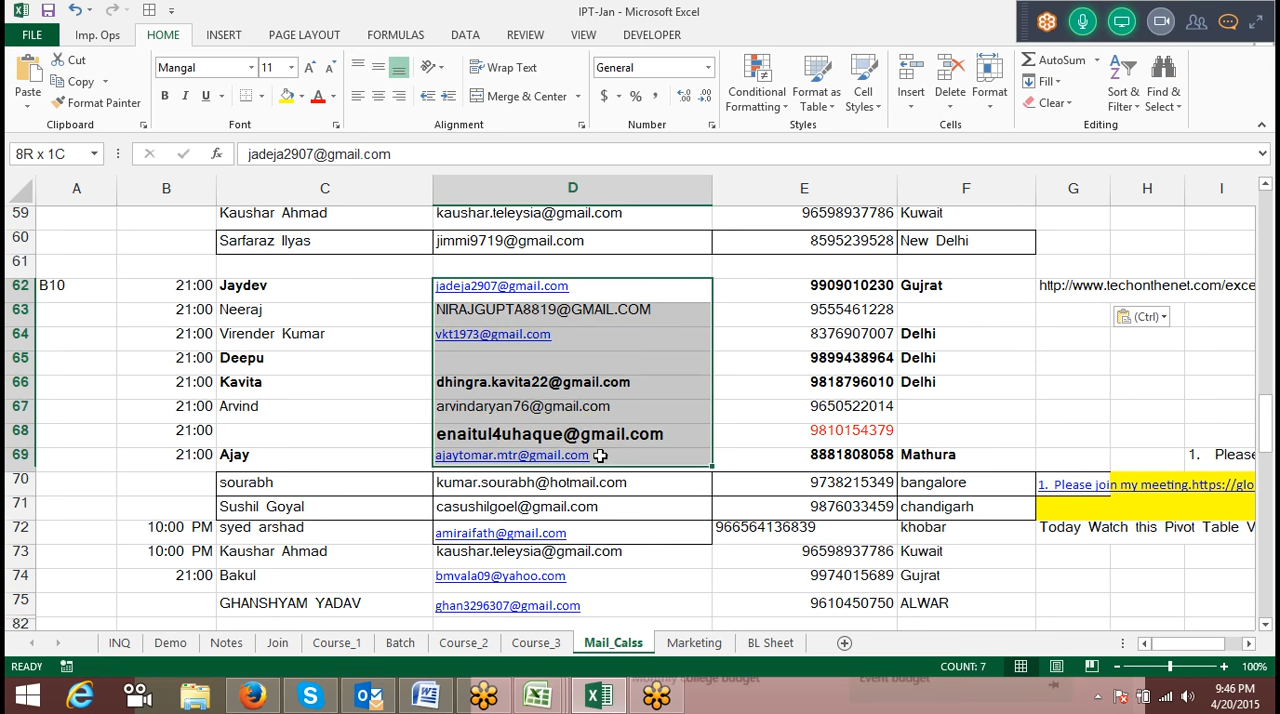 IPT-Jan - Microsoft Excel
FILE Imp. Ops HOME INSERT PAGE LAYO FORMULAS DATA REVIEW VIEW DEVELOPER
Paste Cut Copy Format Painter
Clipboard
Mangal 11
B I U A
Font
Wrap Text
Merge & Center
Alignment
General
$ % ,
Number
Conditional Formatting Format as Table Cell Styles
Styles
Insert Delete Format
Cells
AutoSum Fill Clear Sort & Filter Find & Select
Editing
8R x 1C fx jadeja2907@gmail.com
A B C D E F G H I
59 Kaushar Ahmad kaushar.teleysia@gmail.com 96598937786 Kuwait
60 Sarfaraz Ilyas jimmi9719@gmail.com 8595239528 New Delhi
61
62 B10 21:00 Jaydev jadeja2907@gmail.com 9909010230 Gujrat http://www.techonthenet.com/exce
63 21:00 Neeraj NIRAJGUPTA8819@GMAIL.COM 9555461228 (Ctrl)
64 21:00 Virender Kumar vkt1973@gmail.com 8376907007 Delhi
65 21:00 Deepu 9899438964 Delhi
66 21:00 Kavita dhingra.kavita22@gmail.com 9818796010 Delhi
67 21:00 Arvind arvindaryan76@gmail.com 9650522014
68 21:00 enaitul4uhaque@gmail.com 9810154379
69 21:00 Ajay ajaytomar.mtr@gmail.com 8881808058 Mathura 1. Please
70 sourabh kumar.sourabh@hotmail.com 9738215349 bangalore 1. Please join my meeting.https://glo
71 Sushil Goyal casushilgoel@gmail.com 9876033459 chandigarh
72 10:00 PM syed arshad amiraifath@gmail.com 966564136839 khobar Today Watch this Pivot Table V
73 10:00 PM Kaushar Ahmad kaushar.teleysia@gmail.com 96598937786 Kuwait
74 21:00 Bakul bmvala09@yahoo.com 9974015689 Gujrat
75 GHANSHYAM YADAV ghan3296307@gmail.com 9610450750 ALWAR
82
INQ Demo Notes Join Course_1 Batch Course_2 Course_3 Mail_Calss Marketing BL Sheet
READY COUNT: 7 100%
Monthly college budget Event budget
9:46 PM
4/20/2015